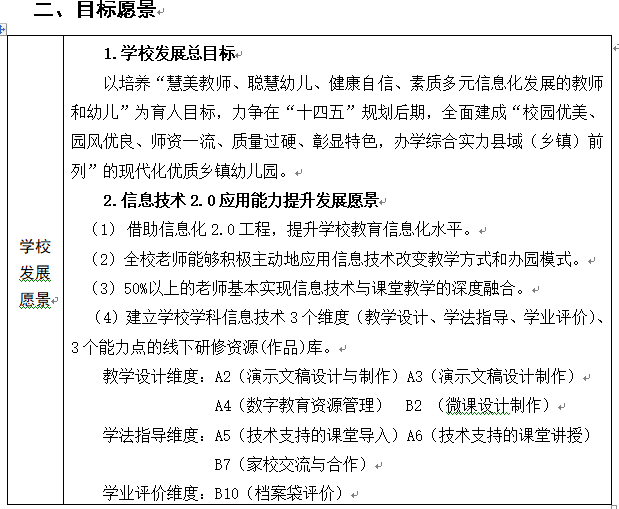 二、目标愿景
1.学校发展总目标
以培养“慧美教师、聪慧幼儿、健康自信、素质多元信息化发展的教师
和幼儿”为育人目标，力争在“十四五”规划后期，全面建成“校园优美、
园风优良、师资一流、质量过硬、彰显特色，办学综合实力县域（乡镇）前
列”的现代化优质乡镇幼儿园。
2.信息技术2.0应用能力提升发展愿景
（1） 借助信息化2.0工程，提升学校教育信息化水平。
（2）全校老师能够积极主动地应用信息技术改变教学方式和办园模式。
（3）50%以上的老师基本实现信息技术与课堂教学的深度融合。
（4）建立学校学科信息技术3个维度（教学设计、学法指导、学业评价）、
3个能力点的线下研修资源(作品)库。
教学设计维度：A2（演示文稿设计与制作）A3（演示文稿设计制作）
A4（数字教育资源管理） B2 （微课设计制作）
学法指导维度：A5（技术支持的课堂导入）A6（技术支持的课堂讲授）
B7（家校交流与合作）
学业评价维度：B10（档案袋评价）
学校
发展
愿景